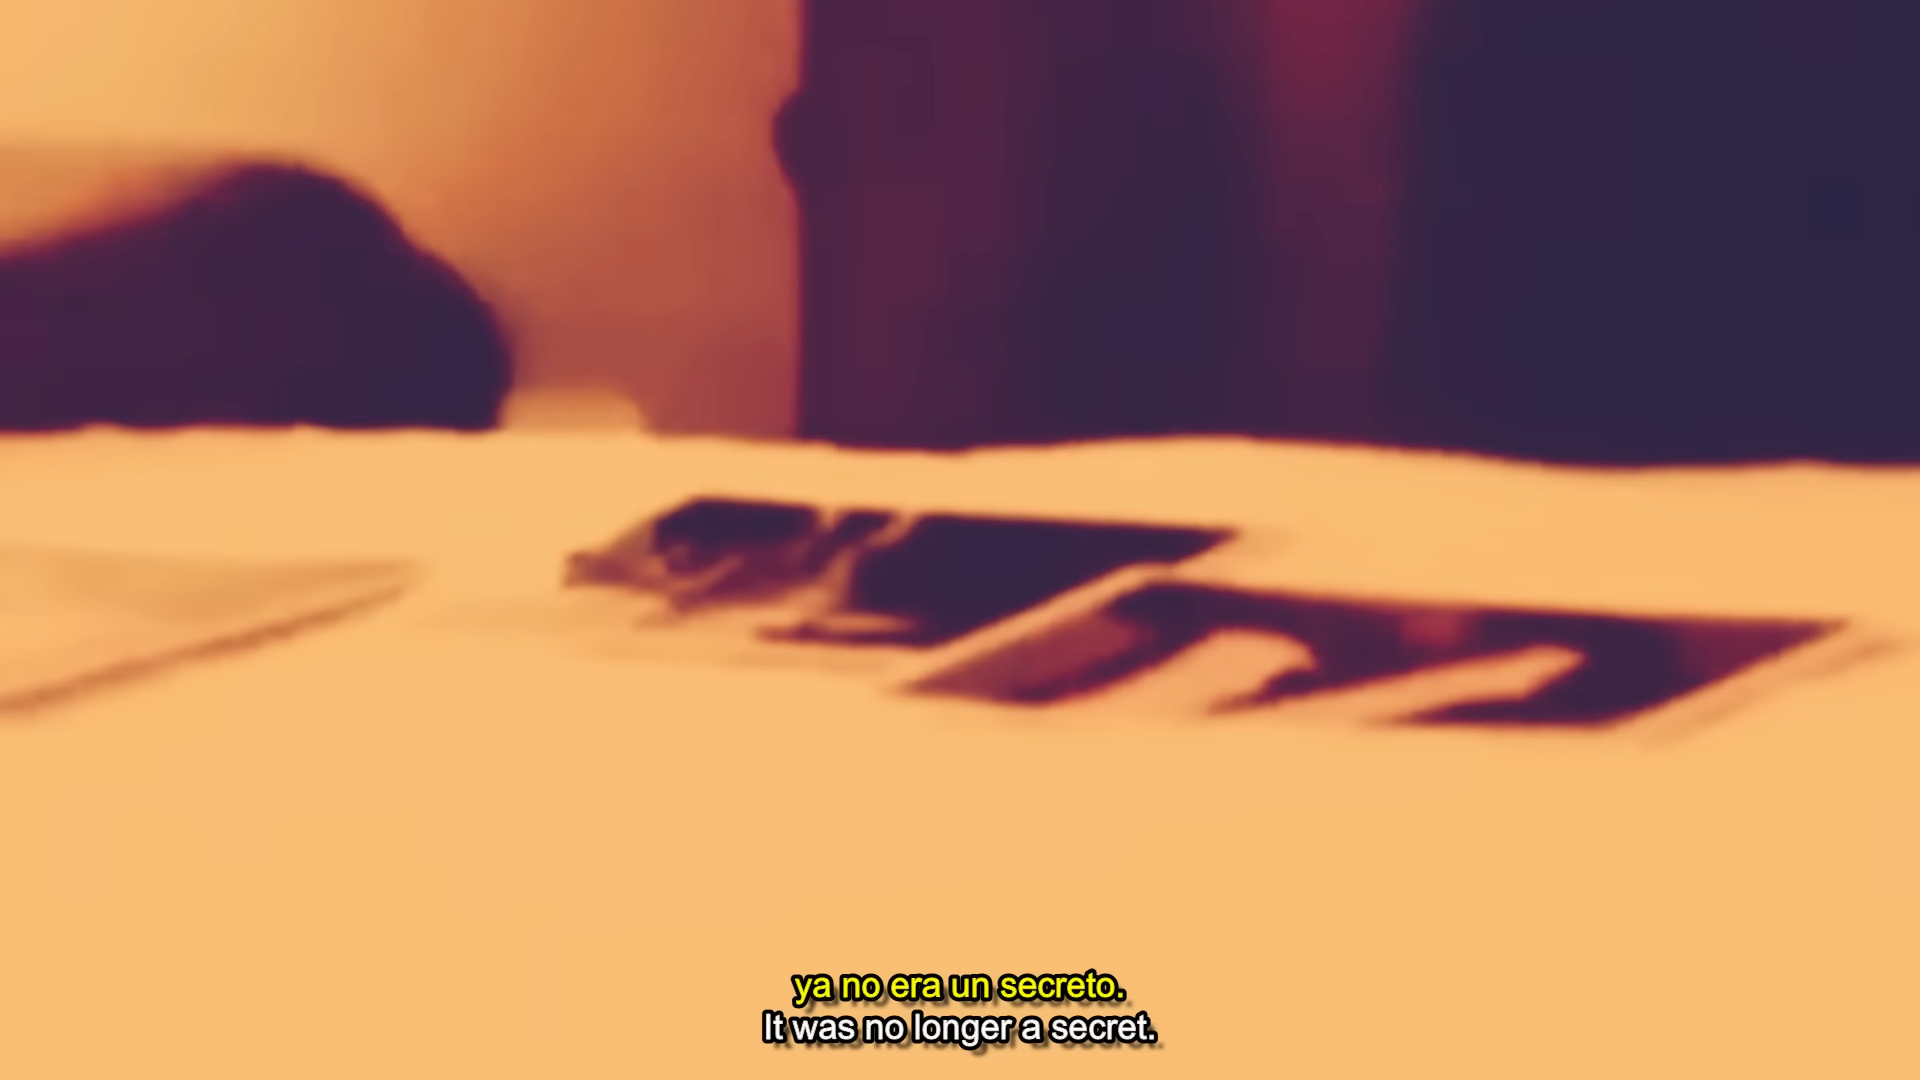 ya no era un secreto.
It was no longer a secret.